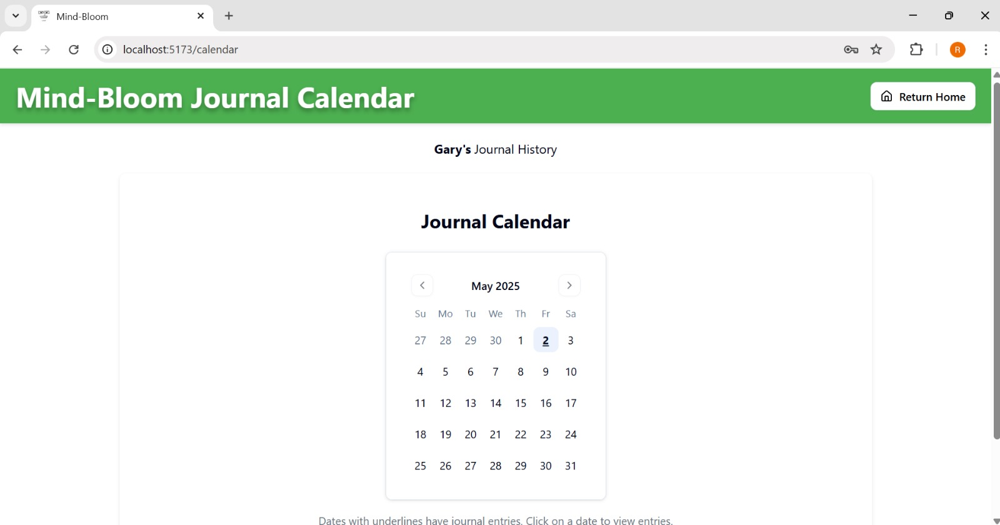 Mind-Bloom
localhost:5173/calendar
R
Mind-Bloom Journal Calendar
Return Home
Gary's Journal History
Journal Calendar
May 2025
Su Mo Tu We Th Fr Sa
27 28 29 30 1 2 3
4 5 6 7 8 9 10
11 12 13 14 15 16 17
18 19 20 21 22 23 24
25 26 27 28 29 30 31
Dates with underlines have journal entries. Click on a date to view entries.